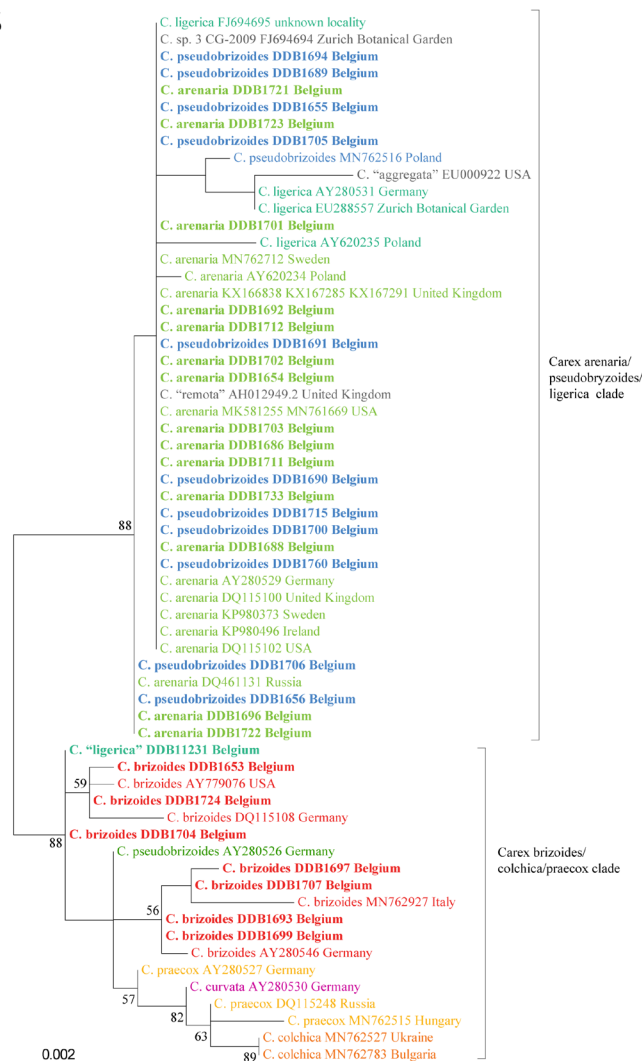 C. ligerica FJ694695 unknown locality
C. sp. 3 CG-2009 FJ694694 Zurich Botanical Garden
C. pseudobrizoides DDB1694 Belgium
C. pseudobrizoides DDB1689 Belgium
C. arenaria DDB1721 Belgium
C. pseudobrizoides DDB1655 Belgium
C. arenaria DDB1723 Belgium
C. pseudobrizoides DDB1705 Belgium
C. pseudobrizoides MN762516 Poland
C. “aggregata” EU000922 USA
C. ligerica AY280531 Germany
C. ligerica EU288557 Zurich Botanical Garden
C. arenaria DDB1701 Belgium
C. ligerica AY620235 Poland
C. arenaria MN762712 Sweden
C. arenaria AY620234 Poland
C. arenaria KX166838 KX167285 KX167291 United Kingdom
C. arenaria DDB1692 Belgium
C. arenaria DDB1712 Belgium
C. pseudobrizoides DDB1691 Belgium
C. arenaria DDB1702 Belgium
C. arenaria DDB1654 Belgium
C. “remota” AH012949.2 United Kingdom
C. arenaria MK581255 MN761669 USA
C. arenaria DDB1703 Belgium
C. arenaria DDB1686 Belgium
C. arenaria DDB1711 Belgium
C. pseudobrizoides DDB1690 Belgium
C. arenaria DDB1733 Belgium
C. pseudobrizoides DDB1715 Belgium
C. pseudobrizoides DDB1700 Belgium
C. arenaria DDB1688 Belgium
C. pseudobrizoides DDB1760 Belgium
C. arenaria AY280529 Germany
C. arenaria DQ115100 United Kingdom
C. arenaria KP980373 Sweden
C. arenaria KP980496 Ireland
C. arenaria DQ115102 USA
C. pseudobrizoides DDB1706 Belgium
C. arenaria DQ461131 Russia
C. pseudobrizoides DDB1656 Belgium
C. arenaria DDB1696 Belgium
C. arenaria DDB1722 Belgium
88
Carex arenaria/
pseudobryzoides/
ligerica clade
C. “ligerica” DDB11231 Belgium
C. brizoides DDB1653 Belgium
59
C. brizoides AY779076 USA
C. brizoides DDB1724 Belgium
C. brizoides DQ115108 Germany
C. brizoides DDB1704 Belgium
88
C. pseudobrizoides AY280526 Germany
C. brizoides DDB1697 Belgium
C. brizoides DDB1707 Belgium
C. brizoides MN762927 Italy
56
C. brizoides DDB1693 Belgium
C. brizoides DDB1699 Belgium
C. brizoides AY280546 Germany
C. praecox AY280527 Germany
57
C. curvata AY280530 Germany
C. praecox DQ115248 Russia
82
C. praecox MN762515 Hungary
63
C. colchica MN762527 Ukraine
89
C. colchica MN762783 Bulgaria
Carex brizoides/
colchica/praecox clade
0.002